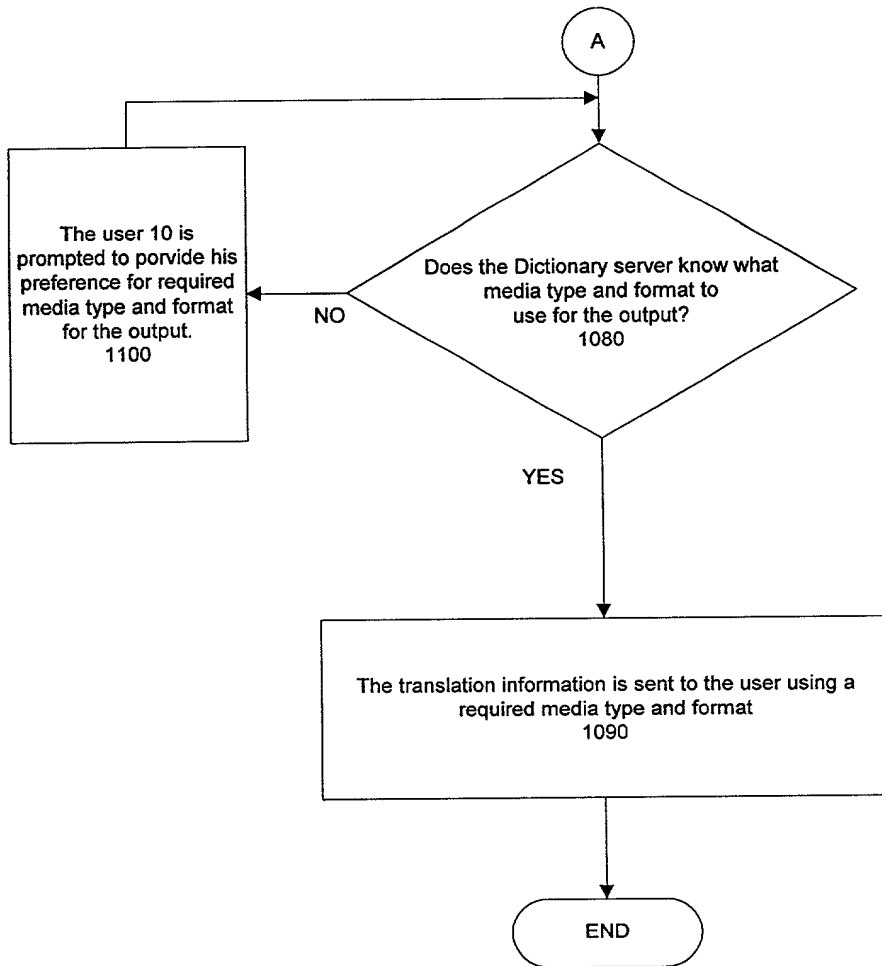 A
The user 10 is
prompted to porvide his
preference for required
media type and format
for the output.
1100
Does the Dictionary server know what
media type and format to
use for the output?
1080
NO
YES
The translation information is sent to the user using a
required media type and format
1090
END